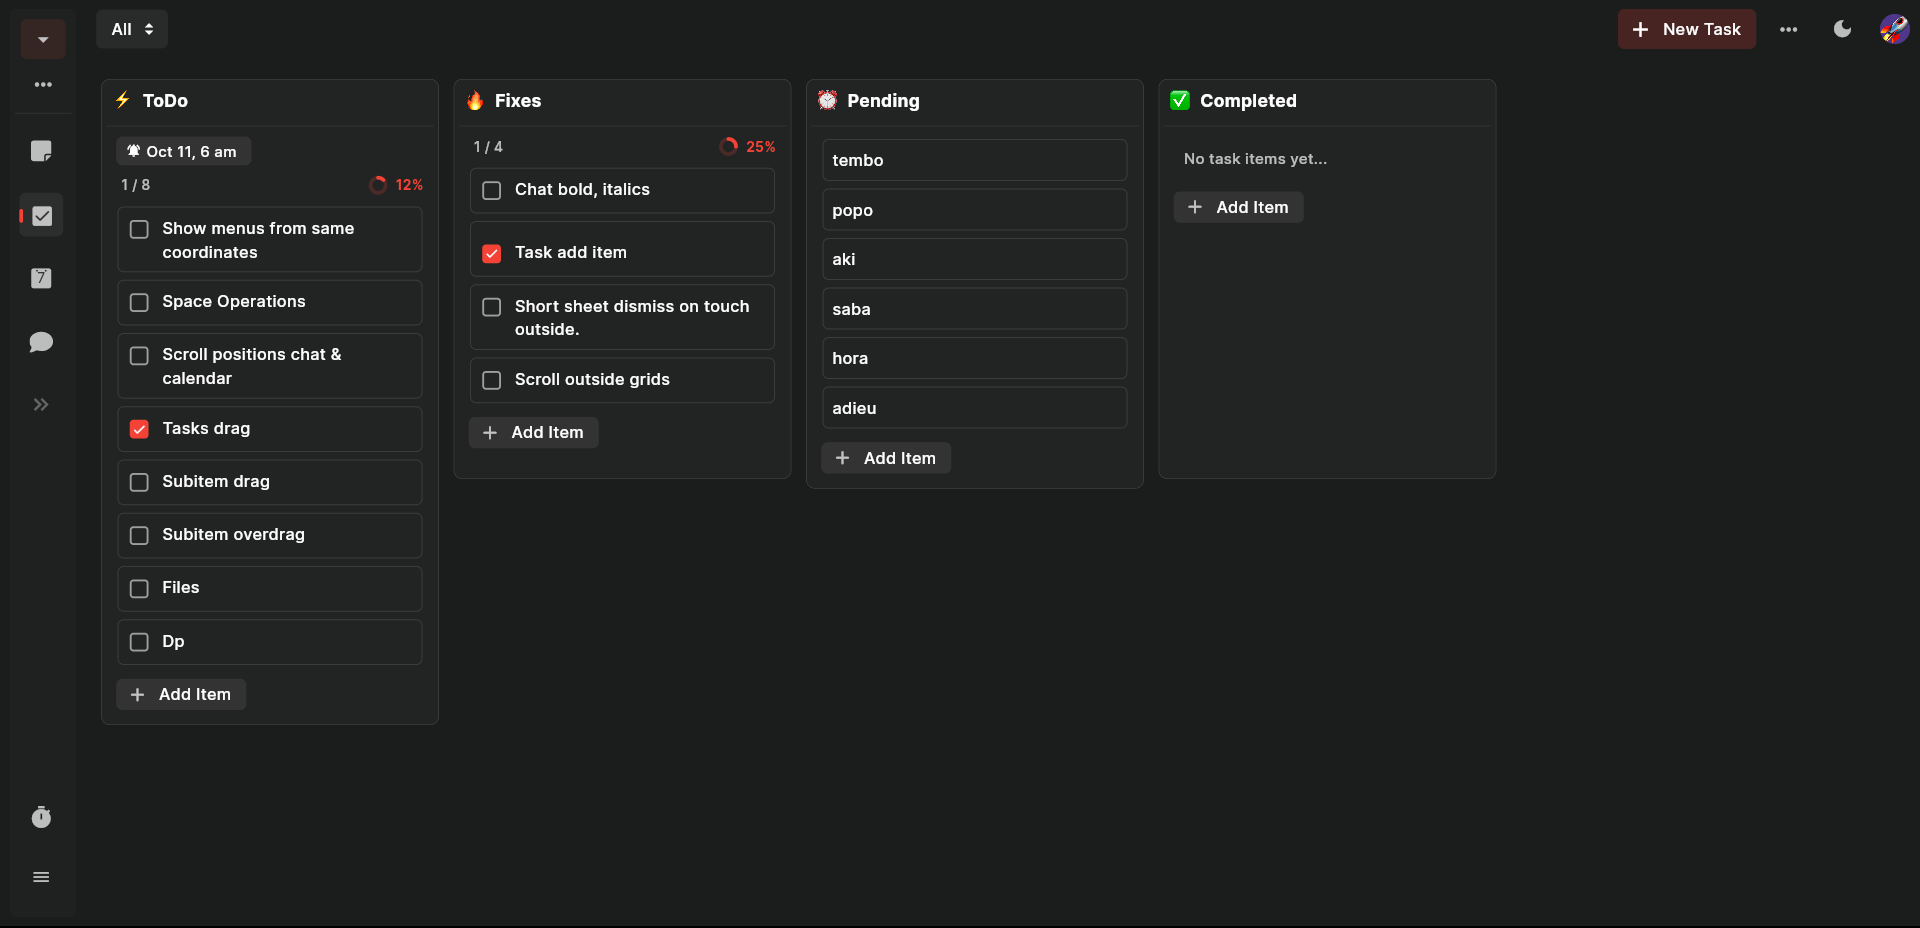 All
New Task
ToDo
Oct 11, 6 am
1 / 8
12%
Show menus from same
coordinates
Space Operations
Scroll positions chat &
calendar
Tasks drag
Subitem drag
Subitem overdrag
Files
Dp
Add Item
Fixes
1 / 4
25%
Chat bold, italics
Task add item
Short sheet dismiss on touch
outside.
Scroll outside grids
Add Item
Pending
tembo
popo
aki
saba
hora
adieu
Add Item
Completed
No task items yet...
Add Item
7